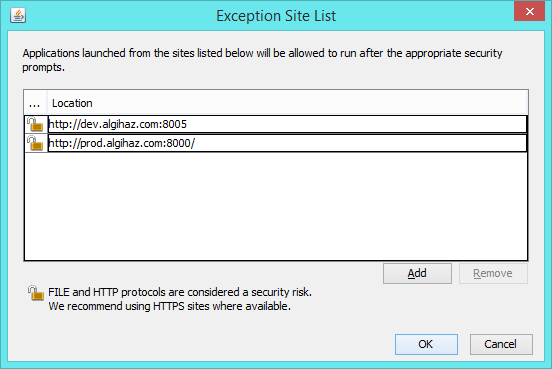 Exception Site List
Applications launched from the sites listed below will be allowed to run after the appropriate security
prompts.
... Location
http://dev.algihaz.com:8005
http://prod.algihaz.com:8000/
Add Remove
FILE and HTTP protocols are considered a security risk.
We recommend using HTTPS sites where available.
OK Cancel